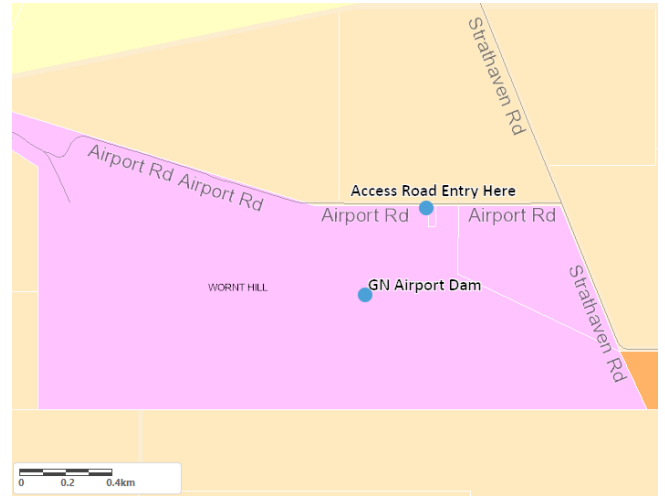 Strathaven Rd
Airport Rd Airport Rd
Access Road Entry Here
Airport Rd
Airport Rd
WORNT HILL
GN Airport Dam
Strathaven Rd
0 0.2 0.4km